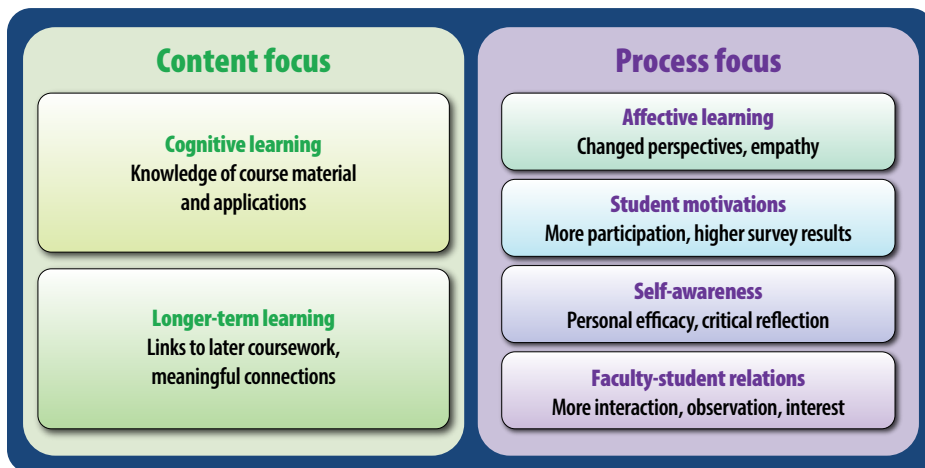 Content focus
Cognitive learning
Knowledge of course material
and applications
Longer-term learning
Links to later coursework,
meaningful connections
Process focus
Affective learning
Changed perspectives, empathy
Student motivations
More participation, higher survey results
Self-awareness
Personal efficacy, critical reflection
Faculty-student relations
More interaction, observation, interest